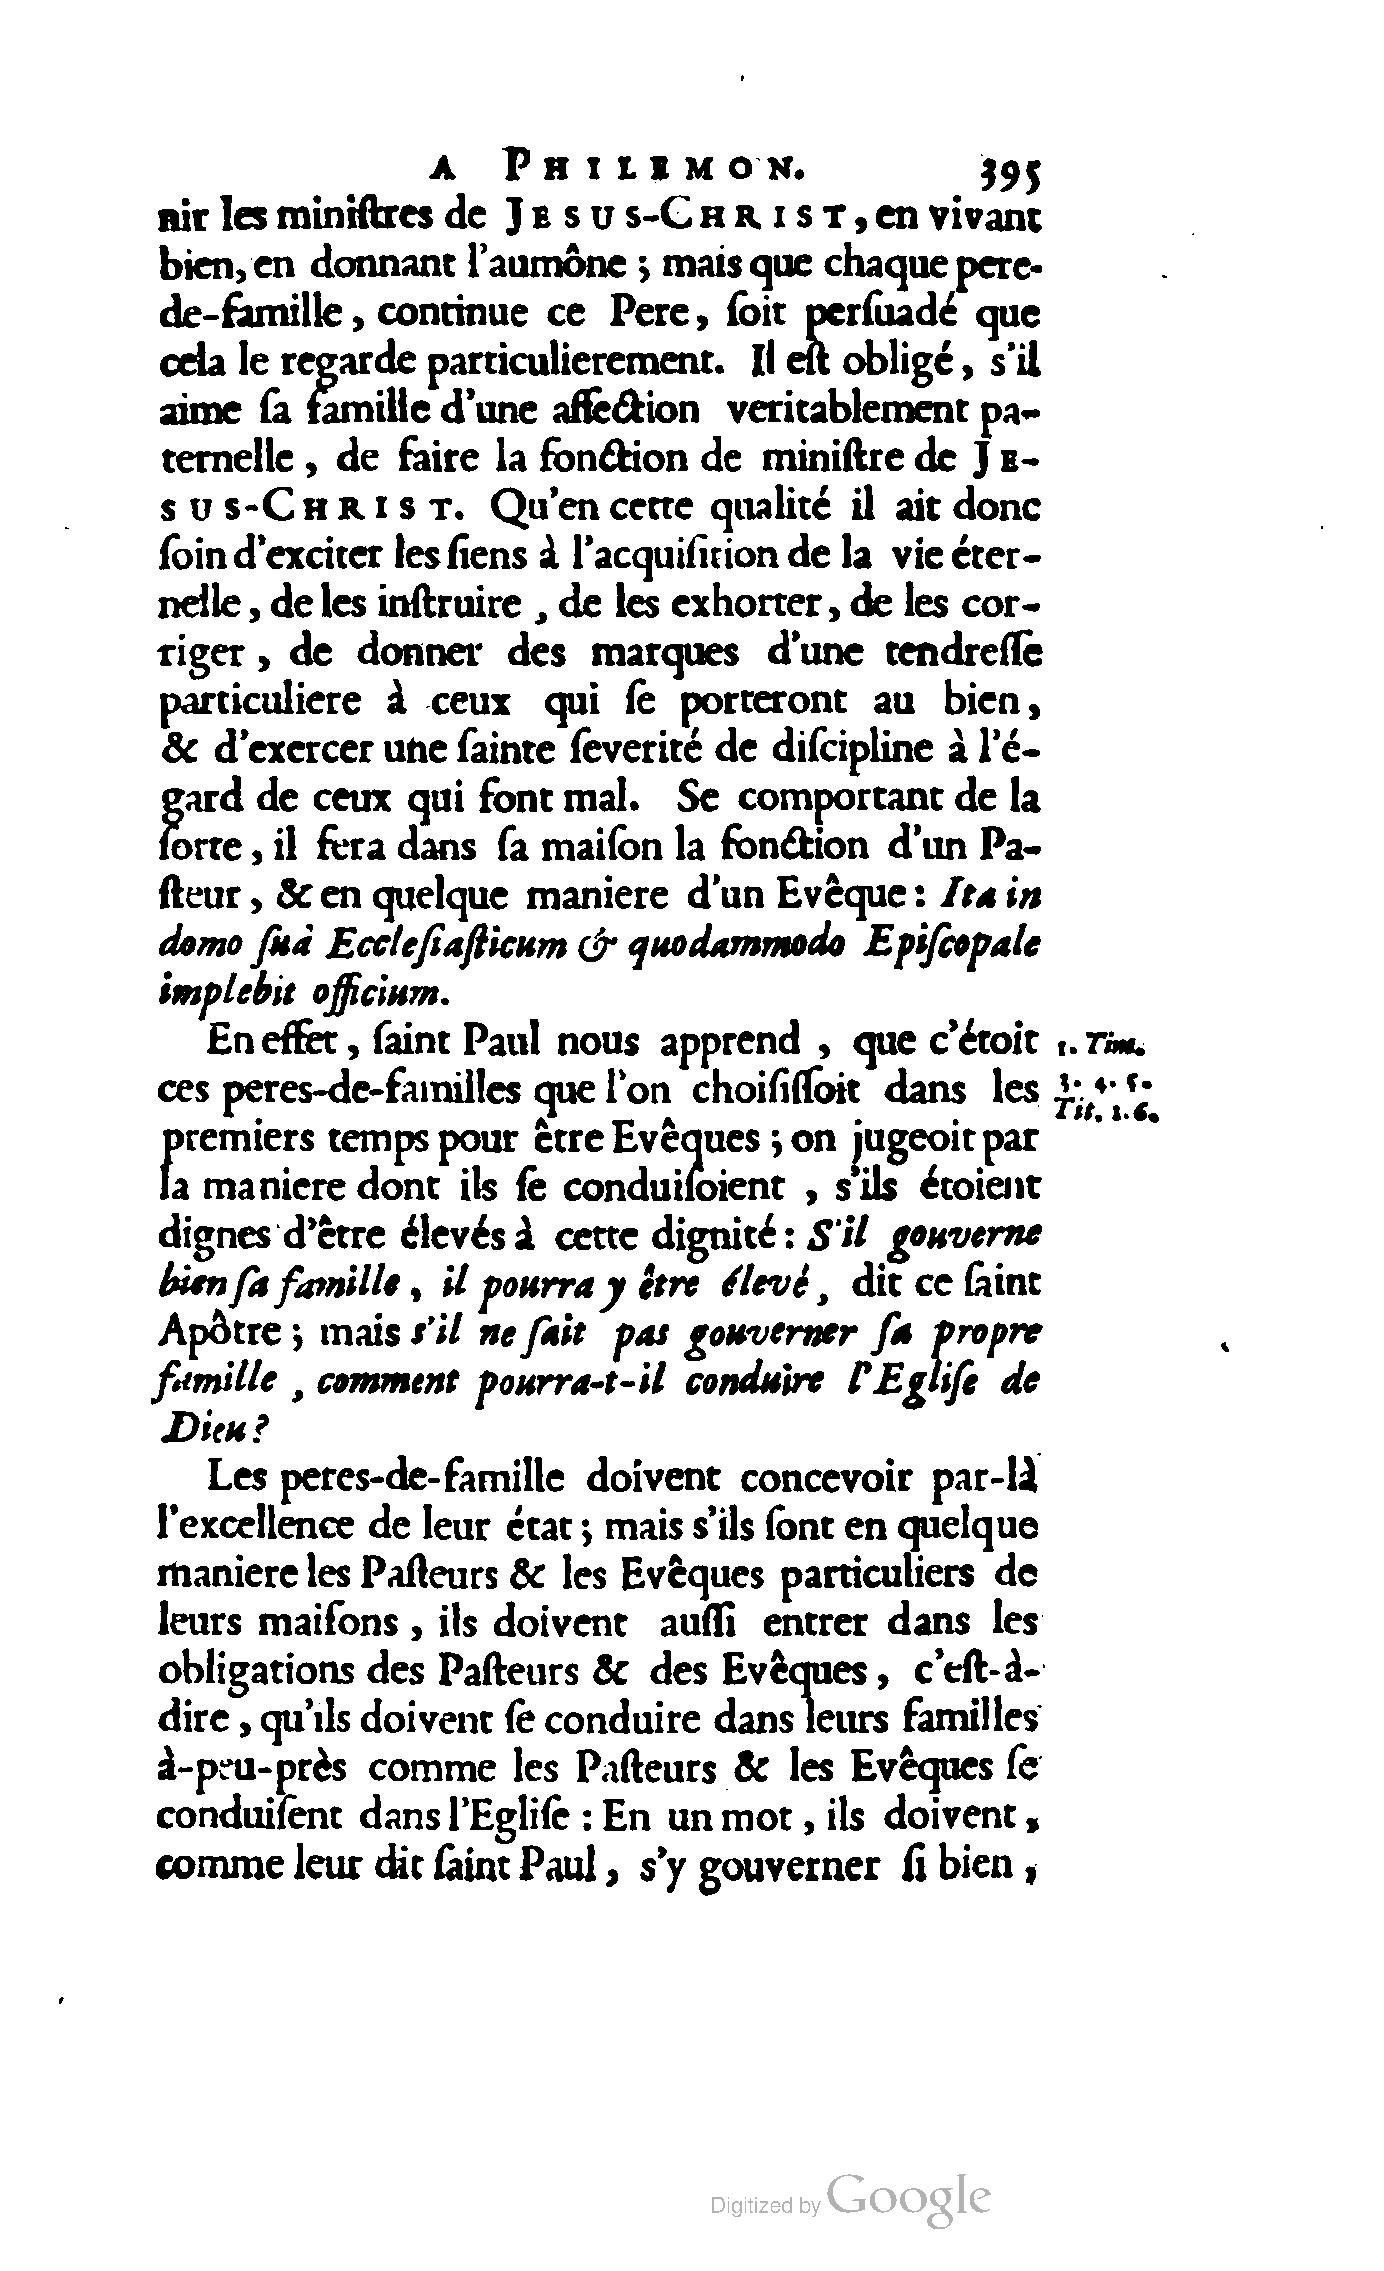 A PHILEMON. 395
nir les miniſtres de JESUS-CHRIST, en vivant
bien, en donnant l'aumône ; mais que chaque pere-
de-famille, continue ce Pere, ſoit perſuadé que
cela le regarde particulierement. Il eſt obligé, s'il
aime ſa famille d'une affection veritablement pa-
ternelle, de faire la fonction de miniſtre de JE-
SUS-CHRIST. Qu'en cette qualité il ait donc
ſoin d'exciter les ſiens à l'acquiſition de la vie éter-
nelle, de les inſtruire, de les exhorter, de les cor-
riger, de donner des marques d'une tendreſſe
particuliere à ceux qui ſe porteront au bien,
& d'exercer une ſainte ſeverité de diſcipline à l'é-
gard de ceux qui font mal. Se comportant de la
ſorte, il fera dans ſa maiſon la fonction d'un Pa-
ſteur, & en quelque maniere d'un Evêque : Ita in
domo ſuâ Eccleſiaſticum & quodammodo Epiſcopale
implebit officium.
En effet, ſaint Paul nous apprend, que c'étoit
1. Tim.
ces peres-de-familles que l'on choiſiſſoit dans les
3. 4. 5.
Tit. 1. 6.
premiers temps pour être Evêques ; on jugeoit par
la maniere dont ils ſe conduiſoient, s'ils étoient
dignes d'être élevés à cette dignité : S'il gouverne
bien ſa famille, il pourra y être élevé, dit ce ſaint
Apôtre ; mais s'il ne ſait pas gouverner ſa propre
famille, comment pourra-t-il conduire l'Egliſe de
Dieu ?
Les peres-de-famille doivent concevoir par-là
l'excellence de leur état ; mais s'ils ſont en quelque
maniere les Paſteurs & les Evêques particuliers de
leurs maiſons, ils doivent auſſi entrer dans les
obligations des Paſteurs & des Evêques, c'eſt-à-
dire, qu'ils doivent ſe conduire dans leurs familles
à-peu-près comme les Paſteurs & les Evêques ſe
conduiſent dans l'Egliſe : En un mot, ils doivent,
comme leur dit ſaint Paul, s'y gouverner ſi bien,
Digitized by Google